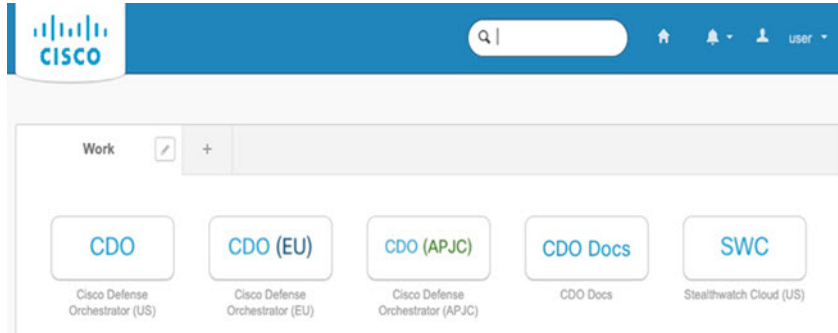 CISCO
user
Work
+
CDO
CDO (EU)
CDO (APJC)
CDO Docs
SWC
Cisco Defense
Orchestrator (US)
Cisco Defense
Orchestrator (EU)
Cisco Defense
Orchestrator (APJC)
CDO Docs
Stealthwatch Cloud (US)